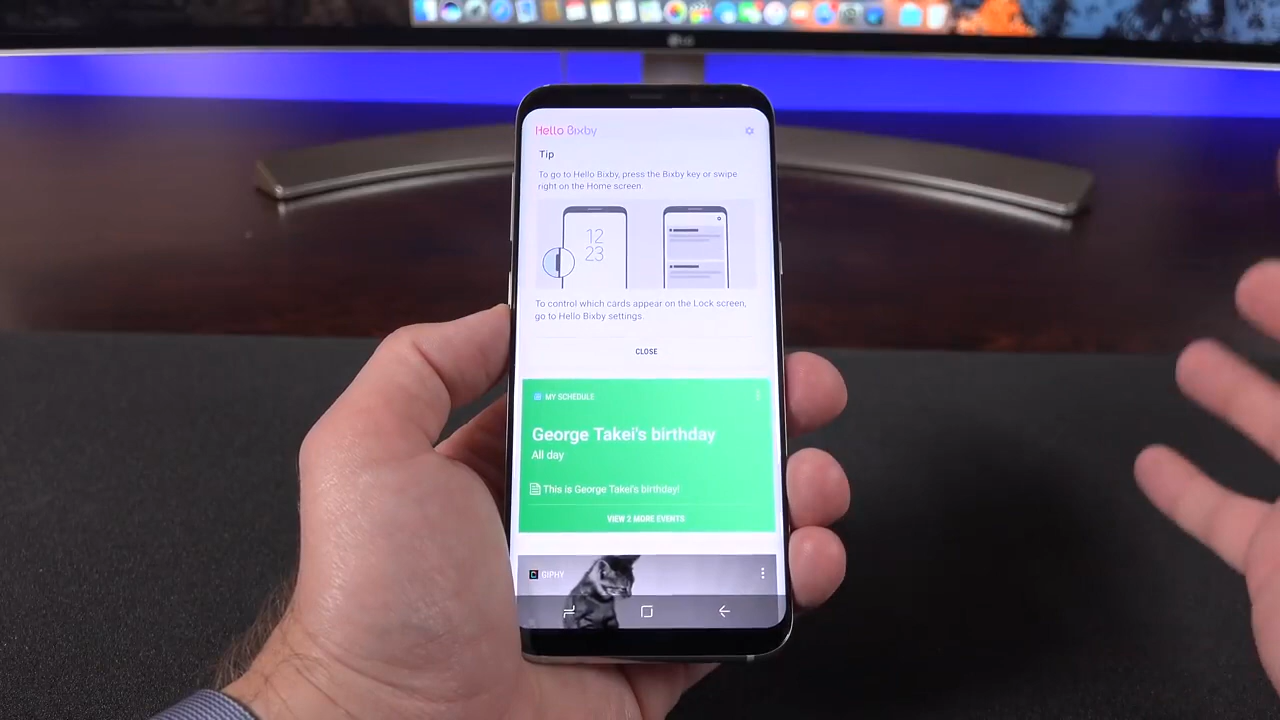 LG
Hello Bixby
Tip
To go to Hello Bixby, press the Bixby key or swipe
right on the Home screen.
12
23
To control which cards appear on the Lock screen,
go to Hello Bixby settings.
CLOSE
MY SCHEDULE
George Takei's birthday
All day
This is George Takei's birthday!
VIEW 2 MORE EVENTS
GIPHY